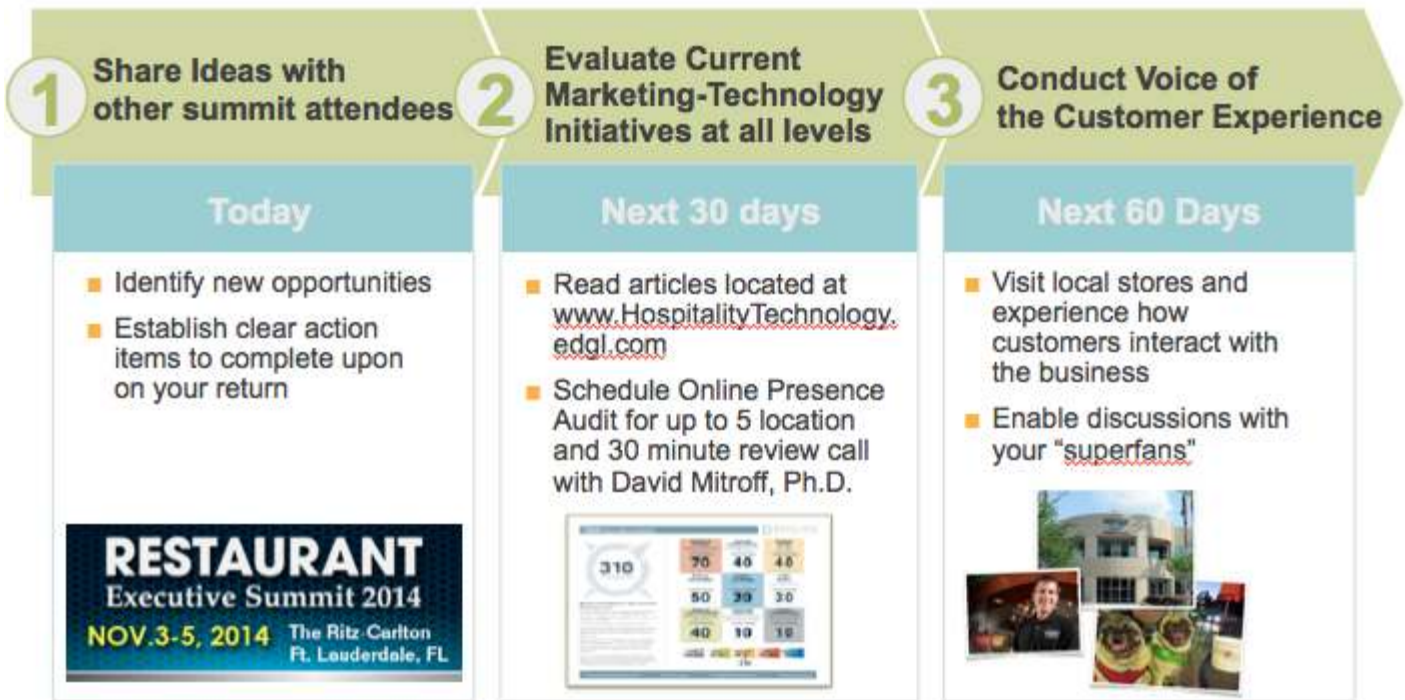 1
Share Ideas with
other summit attendees
2
Evaluate Current
Marketing-Technology
Initiatives at all levels
3
Conduct Voice of
the Customer Experience
Today
Identify new opportunities
Establish clear action
items to complete upon
on your return
RESTAURANT
Executive Summit 2014
NOV.3-5, 2014
The Ritz-Carlton
Ft. Lauderdale, FL
Next 30 days
Read articles located at
www.HospitalityTechnology.
edgl.com
Schedule Online Presence
Audit for up to 5 location
and 30 minute review call
with David Mitroff, Ph.D.
310
70 40 40
50 30
40 10 10
Next 60 Days
Visit local stores and
experience how
customers interact with
the business
Enable discussions with
your “superfans”